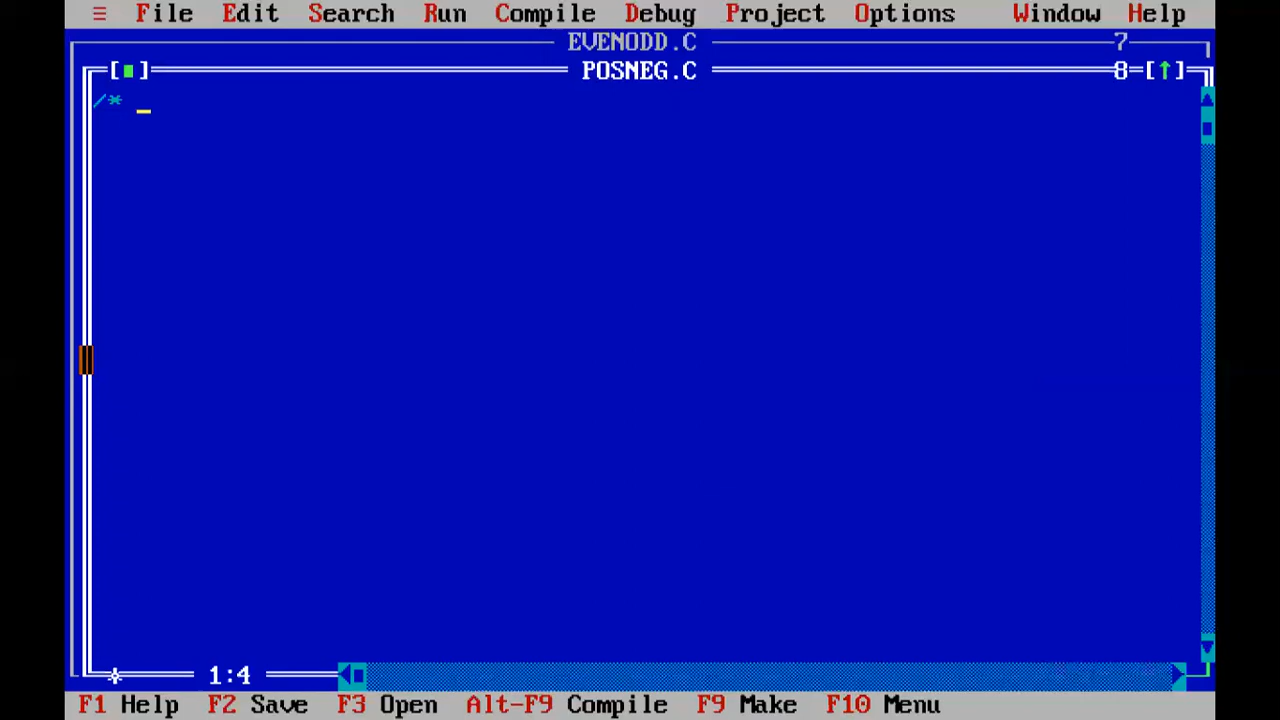 ≡ File Edit Search Run Compile Debug Project Options Window Help
EVENODD.C 7
[■] POSNEG.C 8=[↑]
/* _
1:4
F1 Help F2 Save F3 Open Alt-F9 Compile F9 Make F10 Menu